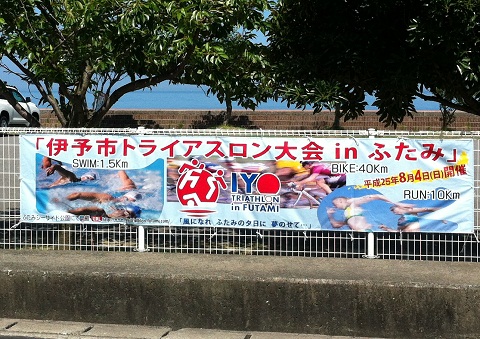 「伊予市トライアスロン大会 in ふたみ」
SWIM:1.5Km
BIKE:40Km
平成25年8月4日(日)開催
RUN:10Km
IYO
TRIATHLON
in FUTAMI
「風になれ ふたみの夕日に 夢のせて…」